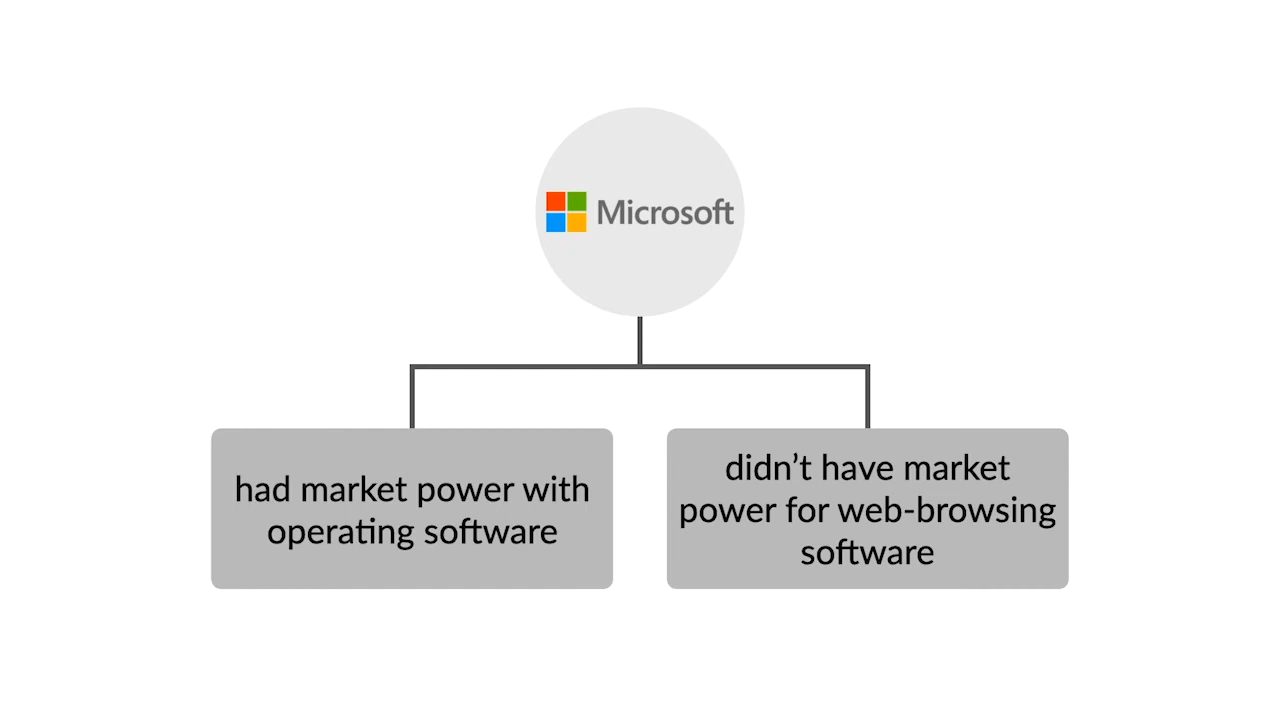 Microsoft
had market power with
operating software
didn’t have market
power for web-browsing
software